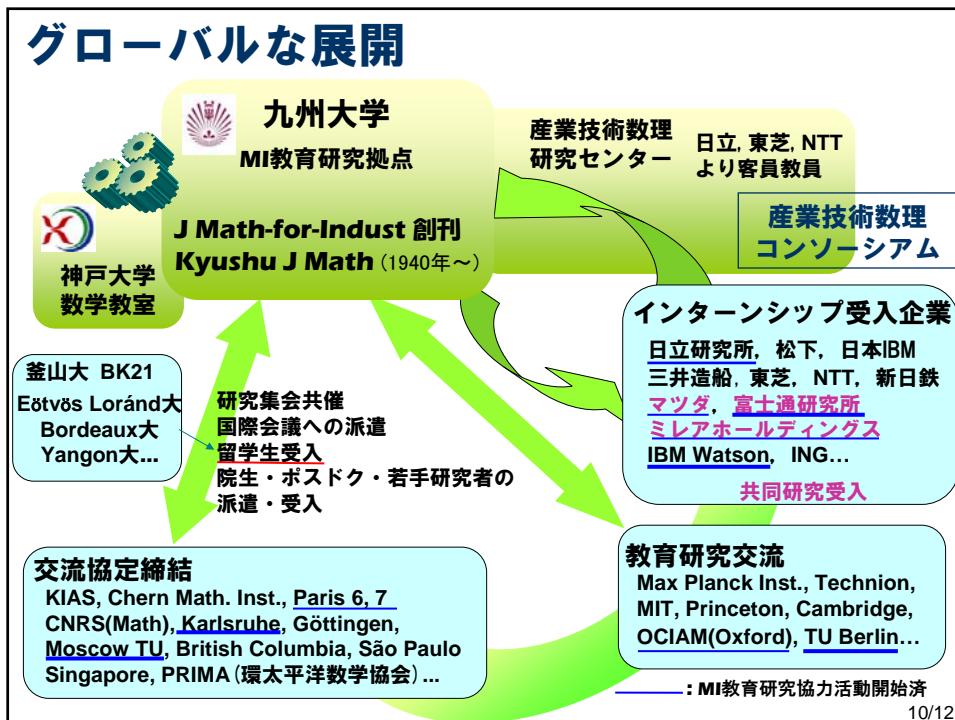 グローバルな展開
九州大学
MI教育研究拠点
J Math-for-Indust 創刊
Kyushu J Math (1940年～)
産業技術数理
研究センター
日立, 東芝, NTT
より客員教員
産業技術数理
コンソーシアム
神戸大学
数学教室
釜山大 BK21
Eötvös Loránd大
Bordeaux大
Yangon大...
研究集会共催
国際会議への派遣
留学生受入
院生・ポスドク・若手研究者の
派遣・受入
インターンシップ受入企業
日立研究所, 松下, 日本IBM
三井造船, 東芝, NTT, 新日鉄
マツダ, 富士通研究所
ミレアホールディングス
IBM Watson, ING…
共同研究受入
交流協定締結
KIAS, Chern Math. Inst., Paris 6, 7
CNRS(Math), Karlsruhe, Göttingen,
Moscow TU, British Columbia, São Paulo
Singapore, PRIMA(環太平洋数学協会)...
教育研究交流
Max Planck Inst., Technion,
MIT, Princeton, Cambridge,
OCIAM(Oxford), TU Berlin…
: MI教育研究協力活動開始済
10/12